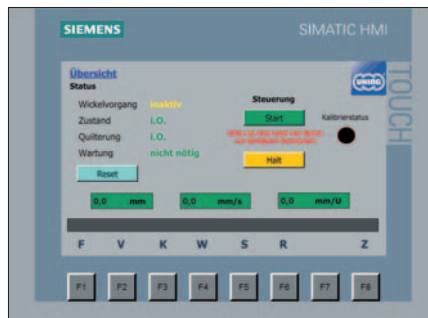 SIEMENS
SIMATIC HMI
TOUCH
Übersicht
Status
Wickelvorgang inaktiv
Zustand i.O.
Quitterung i.O.
Wartung nicht nötig
Reset
Steuerung
Start
Kalibrierstatus
Halt
0,0 mm
0,0 mm/s
0,0 mm/U
F V K W S R Z
F1 F2 F3 F4 F5 F6 F7 F8